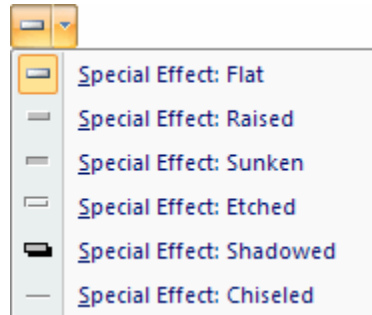 Special Effect: Flat
Special Effect: Raised
Special Effect: Sunken
Special Effect: Etched
Special Effect: Shadowed
Special Effect: Chiseled